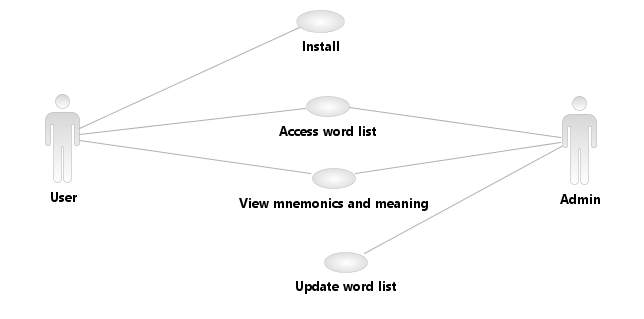 Install
Access word list
User
Admin
View mnemonics and meaning
Update word list